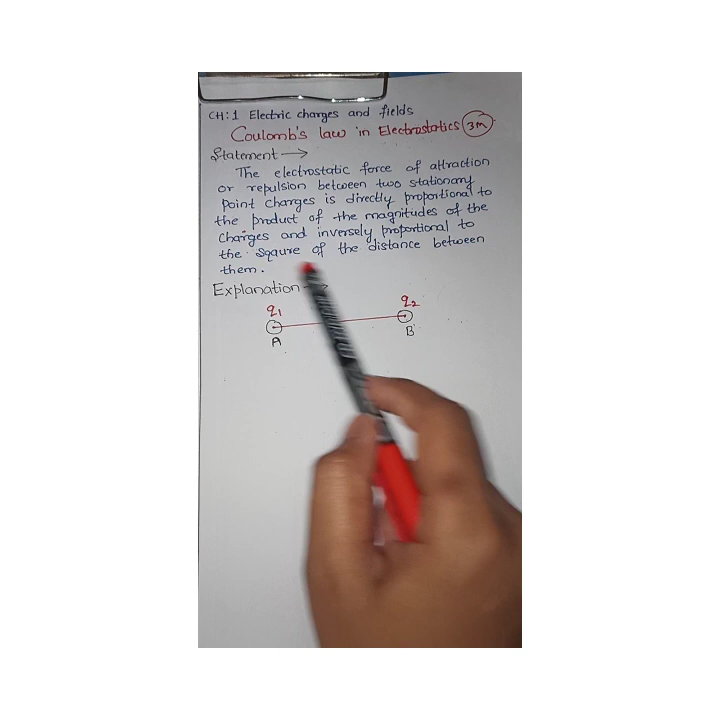 CH:1 Electric charges and fields
Coulomb's law in Electrostatics 3m
Statement →
The electrostatic force of attraction
or repulsion between two stationary
point charges is directly proportional to
the product of the magnitudes of the
charges and inversely proportional to
the sqaure of the distance between
them.
Explanation →
q1 q2
A B